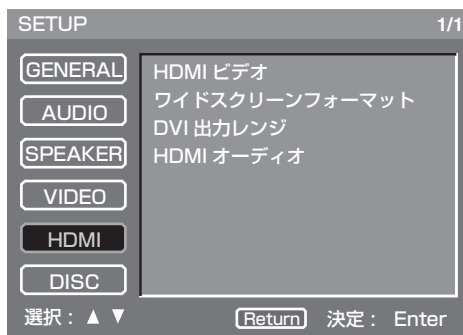 SETUP 1/1
GENERAL
AUDIO
SPEAKER
VIDEO
HDMI
DISC
HDMI ビデオ
ワイドスクリーンフォーマット
DVI 出力レンジ
HDMI オーディオ
選択： ▲ ▼ Return 決定： Enter